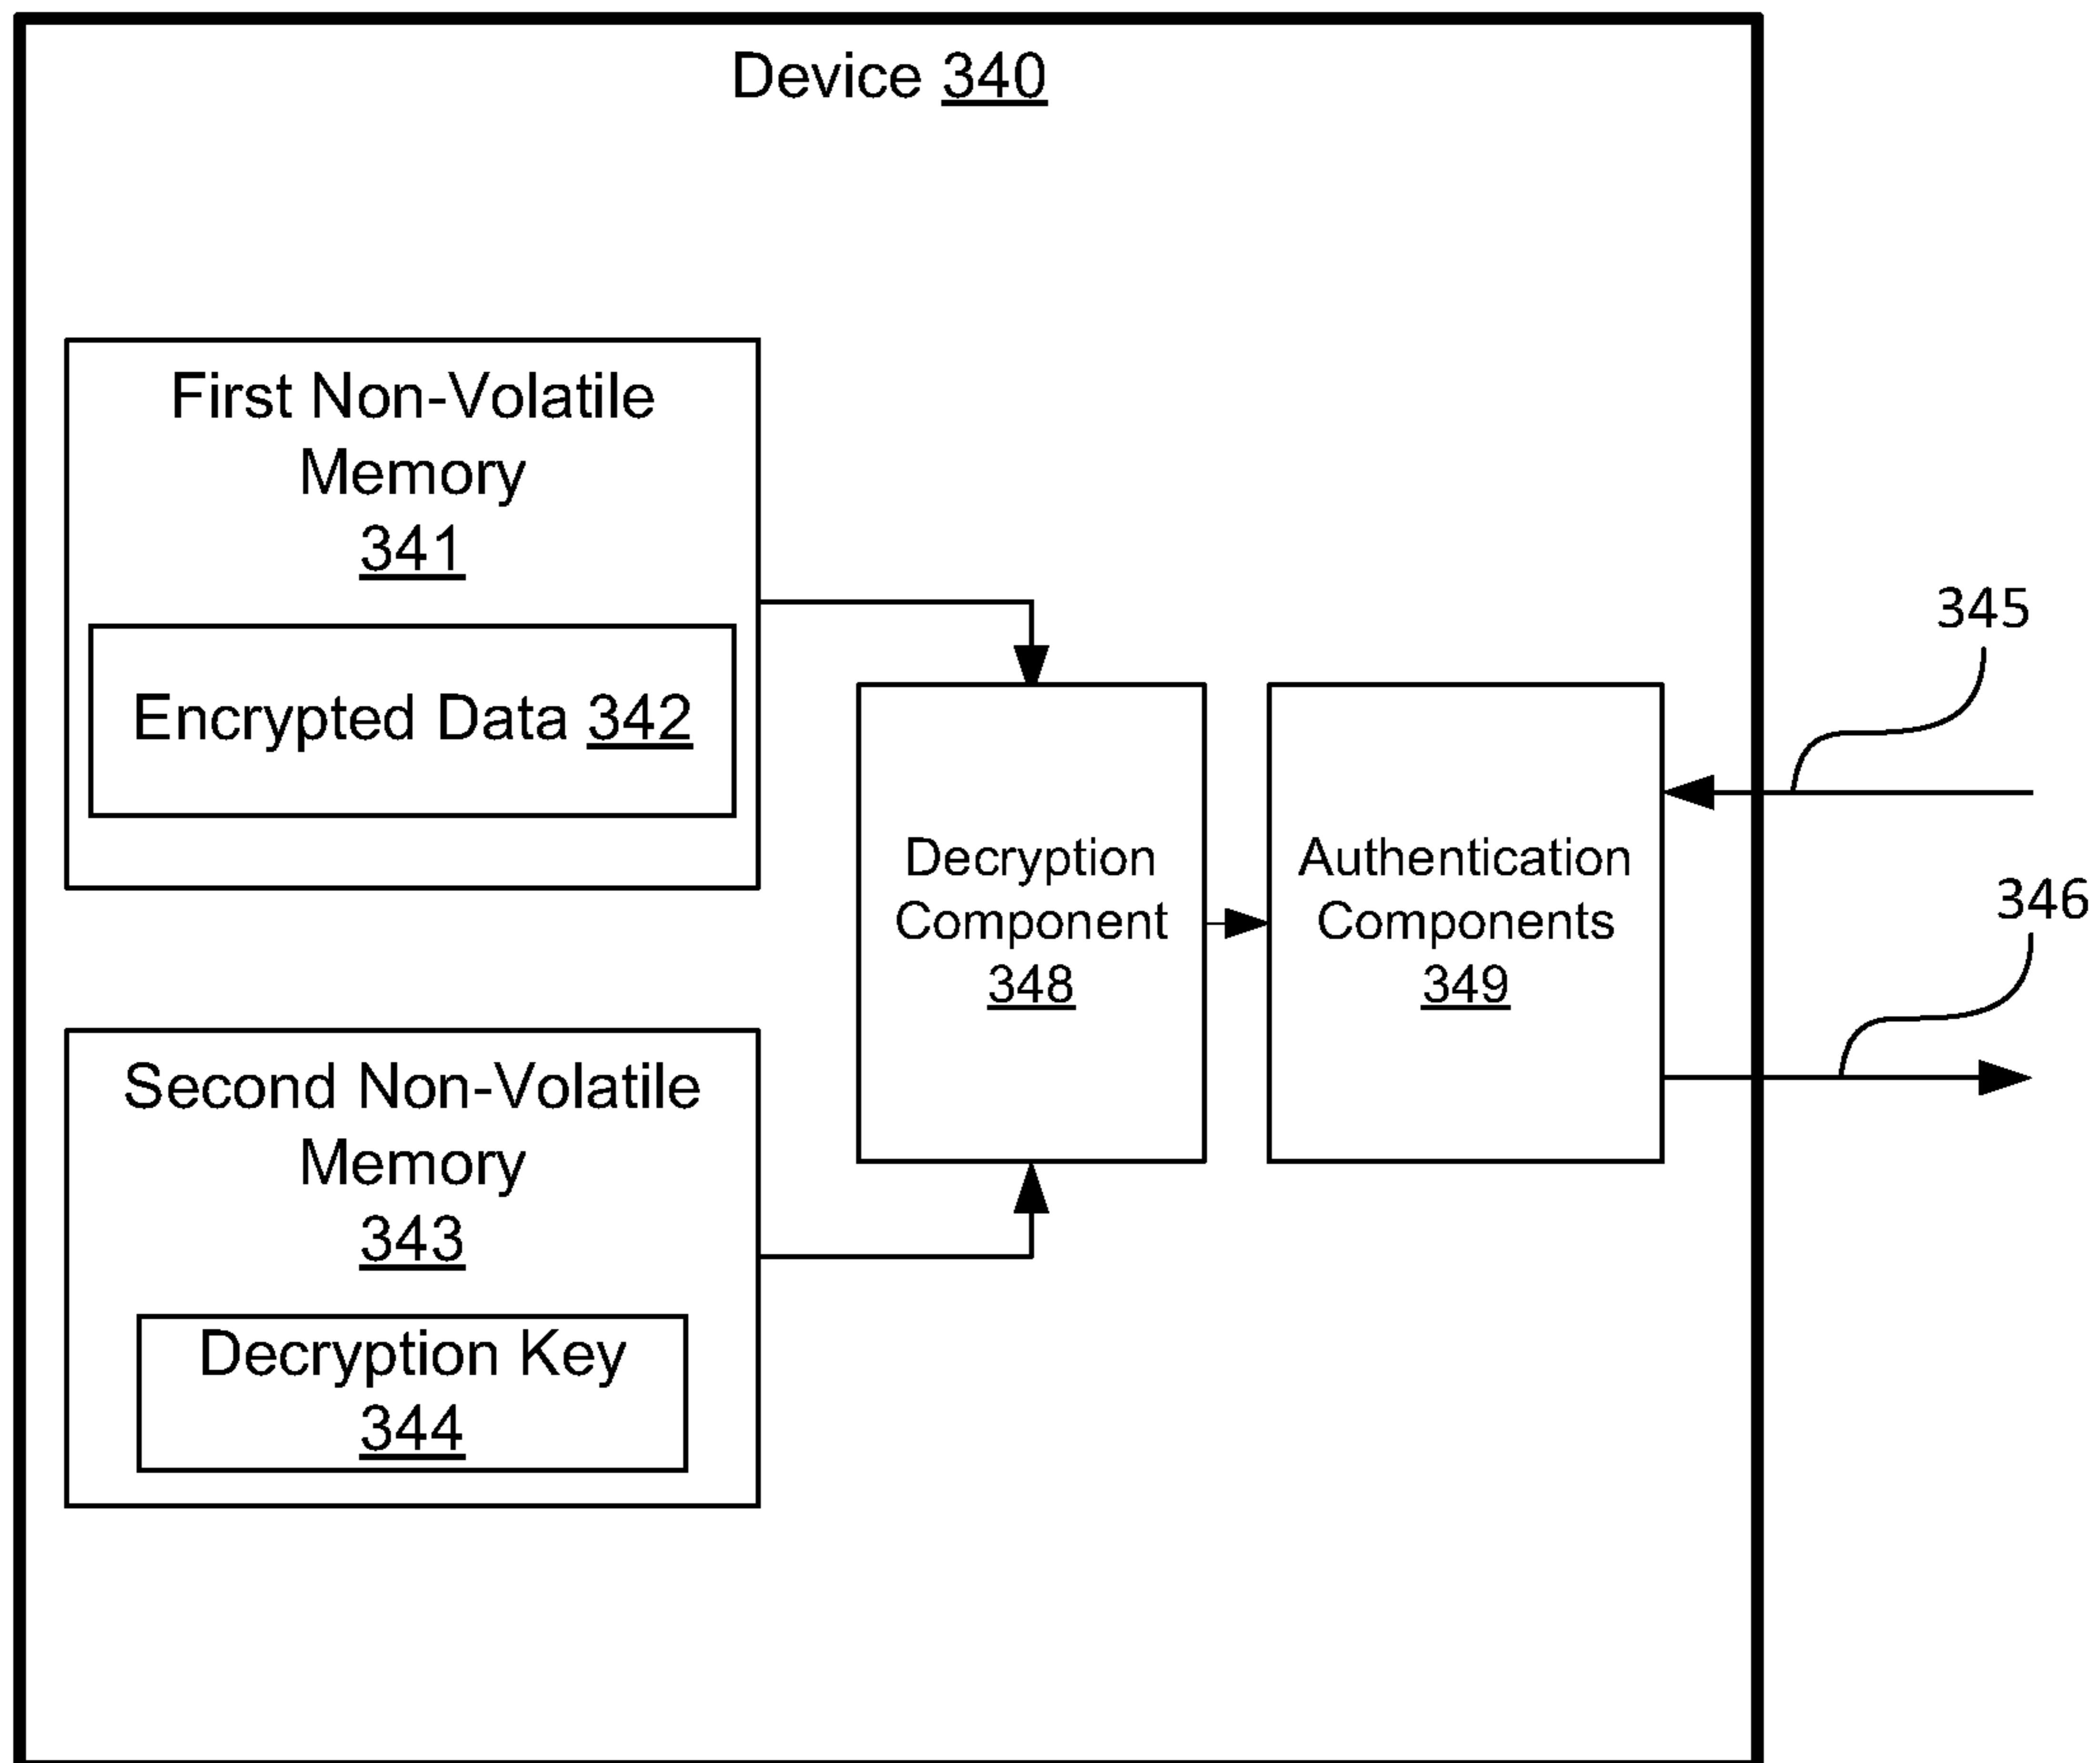 Device 340
First Non-Volatile
Memory
341
Encrypted Data 342
Second Non-Volatile
Memory
343
Decryption Key
344
Decryption
Component
348
Authentication
Components
349
345
346